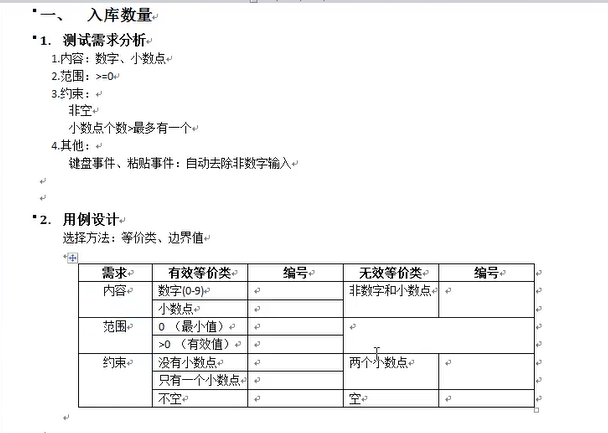 一、 入库数量
1. 测试需求分析
1.内容：数字、小数点
2.范围：>=0
3.约束：
非空
小数点个数>最多有一个
4.其他：
键盘事件、粘贴事件：自动去除非数字输入
2. 用例设计
选择方法：等价类、边界值
需求 有效等价类 编号 无效等价类 编号
内容 数字(0-9) 非数字和小数点
小数点
范围 0 （最小值）
>0 （有效值）
约束 没有小数点 两个小数点
只有一个小数点
不空 空